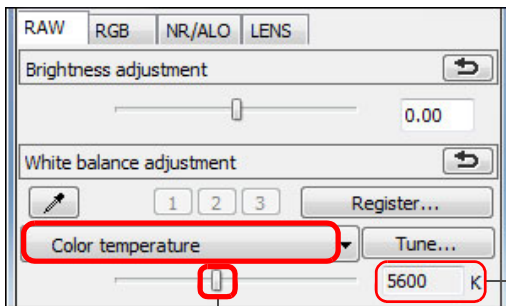 RAW RGB NR/ALO LENS
Brightness adjustment
0.00
White balance adjustment
1 2 3 Register...
Color temperature Tune...
5600 K